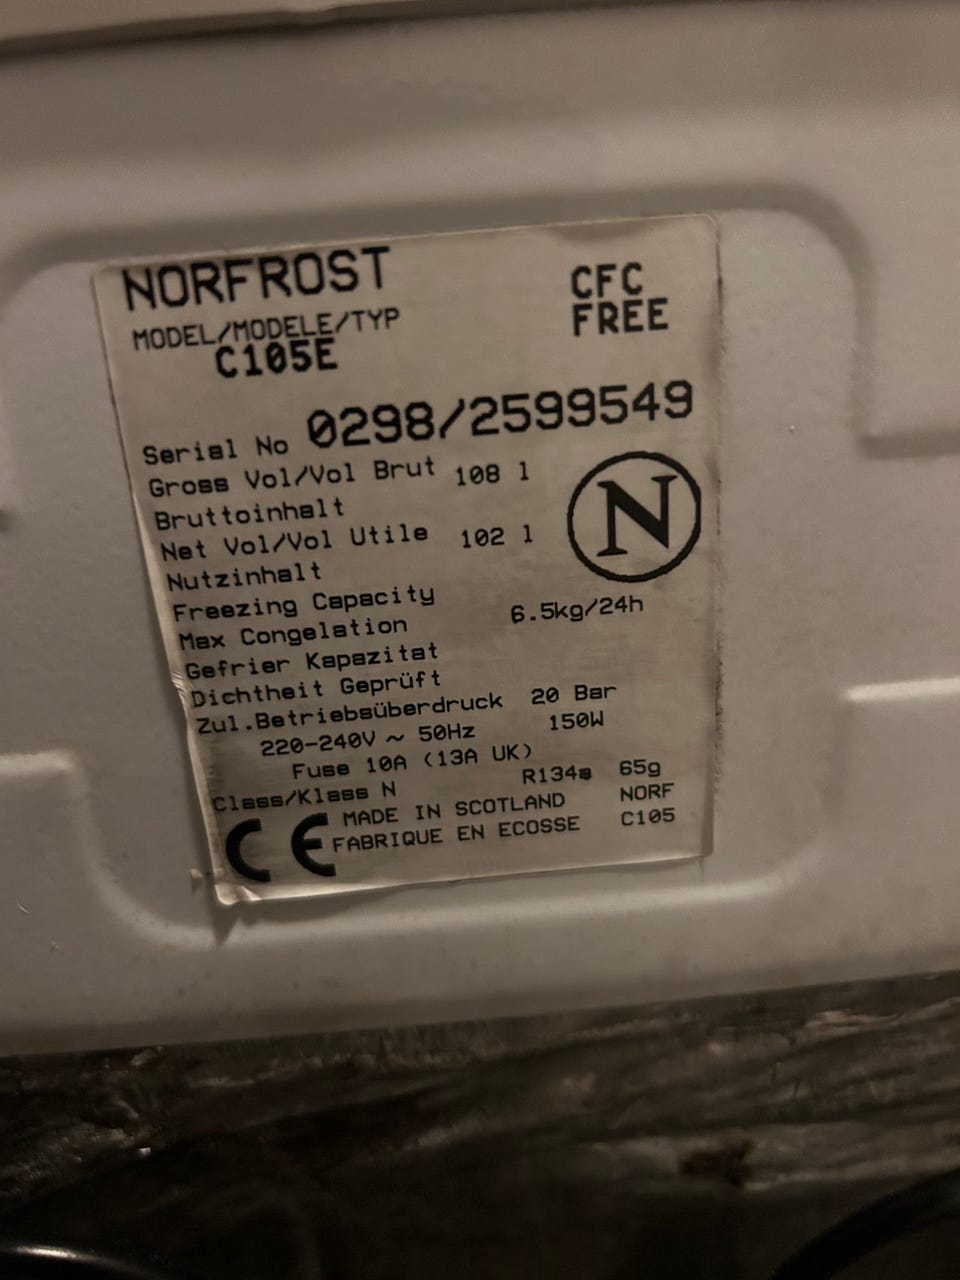 NORFROST
CFC
FREE
MODEL/MODELE/TYP
C105E
Serial No 0298/2599549
Gross Vol/Vol Brut 108 l
Bruttoinhalt
Net Vol/Vol Utile 102 l
Nutzinhalt
N
Freezing Capacity
Max Congelation 6.5kg/24h
Gefrier Kapazitat
Dichtheit Geprüft
Zul.Betriebsüberdruck 20 Bar
220-240V ~ 50Hz 150W
Fuse 10A (13A UK)
Class/Klass N R134a 65g
MADE IN SCOTLAND NORF
FABRIQUE EN ECOSSE C105
CE